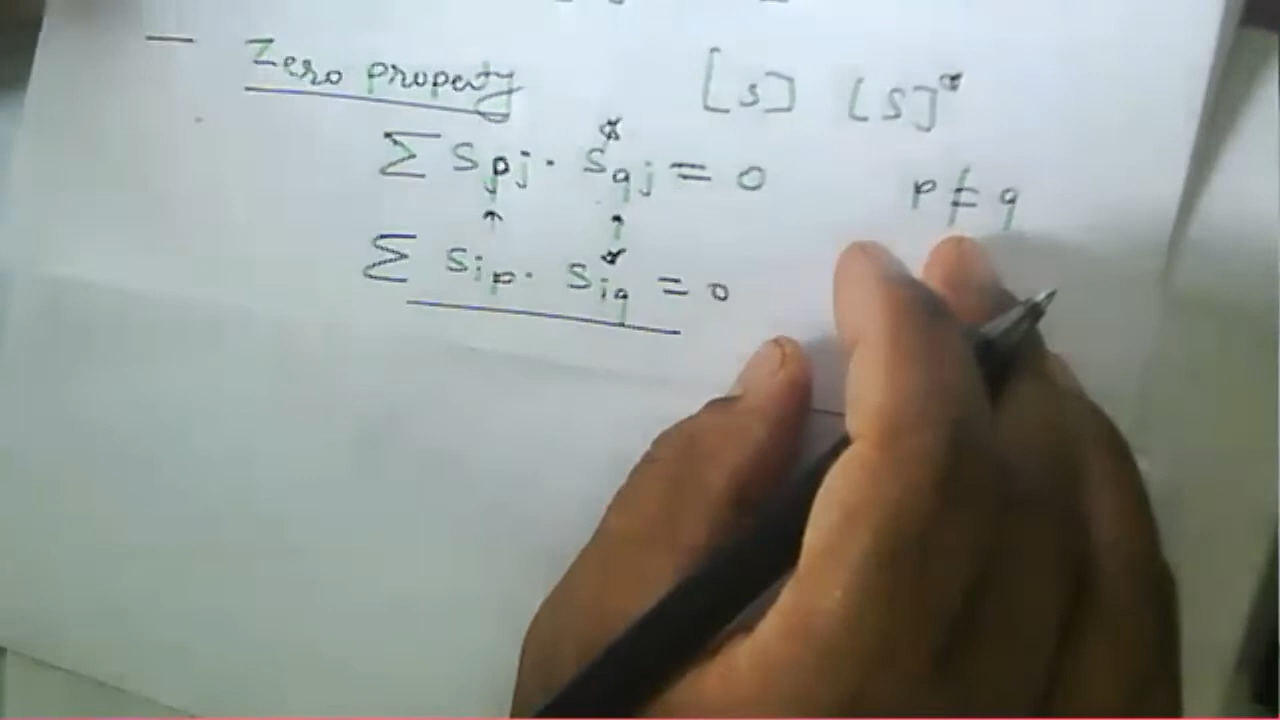 — Zero property [S] [S]*
∑ Spj · S*qj = 0
p ≠ q
∑ Sip · S*iq = 0